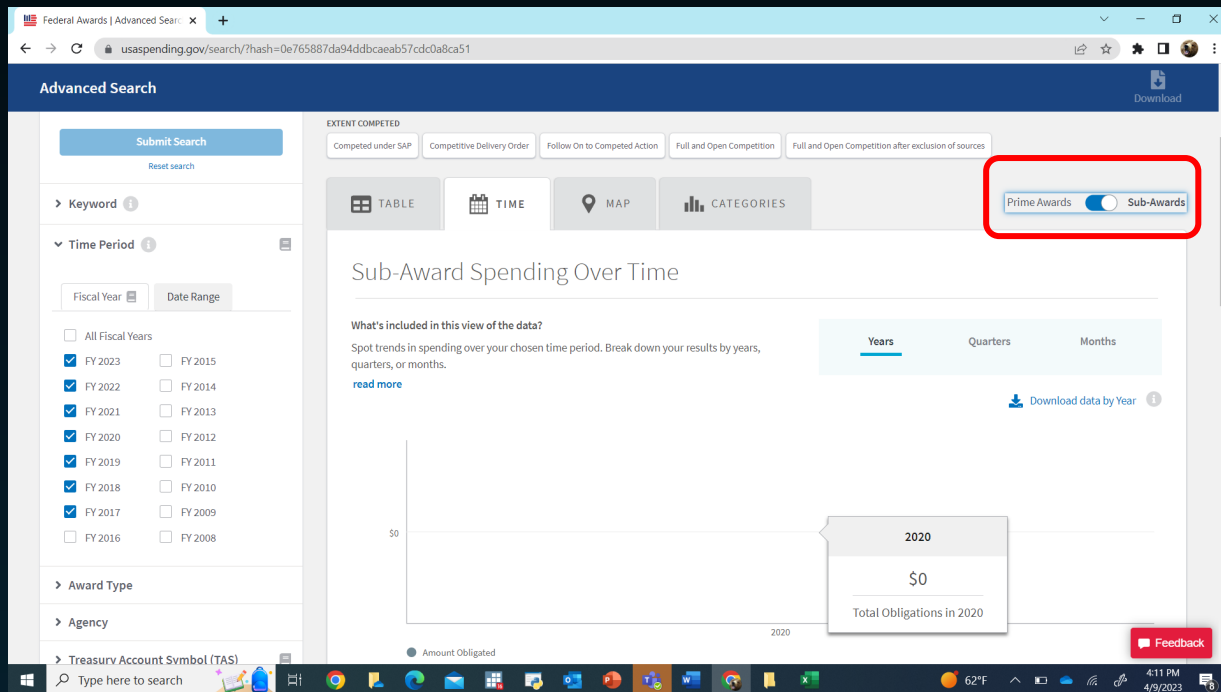 Federal Awards | Advanced Searc
usaspending.gov/search/?hash=0e765887da94ddbcaeab57cdc0a8ca51
Advanced Search
Download
Submit Search
Reset search
Keyword
Time Period
Fiscal Year
Date Range
All Fiscal Years
FY 2023 FY 2015
FY 2022 FY 2014
FY 2021 FY 2013
FY 2020 FY 2012
FY 2019 FY 2011
FY 2018 FY 2010
FY 2017 FY 2009
FY 2016 FY 2008
Award Type
Agency
Treasury Account Symbol (TAS)
EXTENT COMPETED
Competed under SAP Competitive Delivery Order Follow On to Competed Action Full and Open Competition Full and Open Competition after exclusion of sources
TABLE TIME MAP CATEGORIES
Prime Awards Sub-Awards
Sub-Award Spending Over Time
What's included in this view of the data?
Spot trends in spending over your chosen time period. Break down your results by years,
quarters, or months.
read more
Years Quarters Months
Download data by Year
$0
2020
$0
Total Obligations in 2020
2020
Amount Obligated
Feedback
Type here to search
62°F
4:11 PM
4/9/2023
8